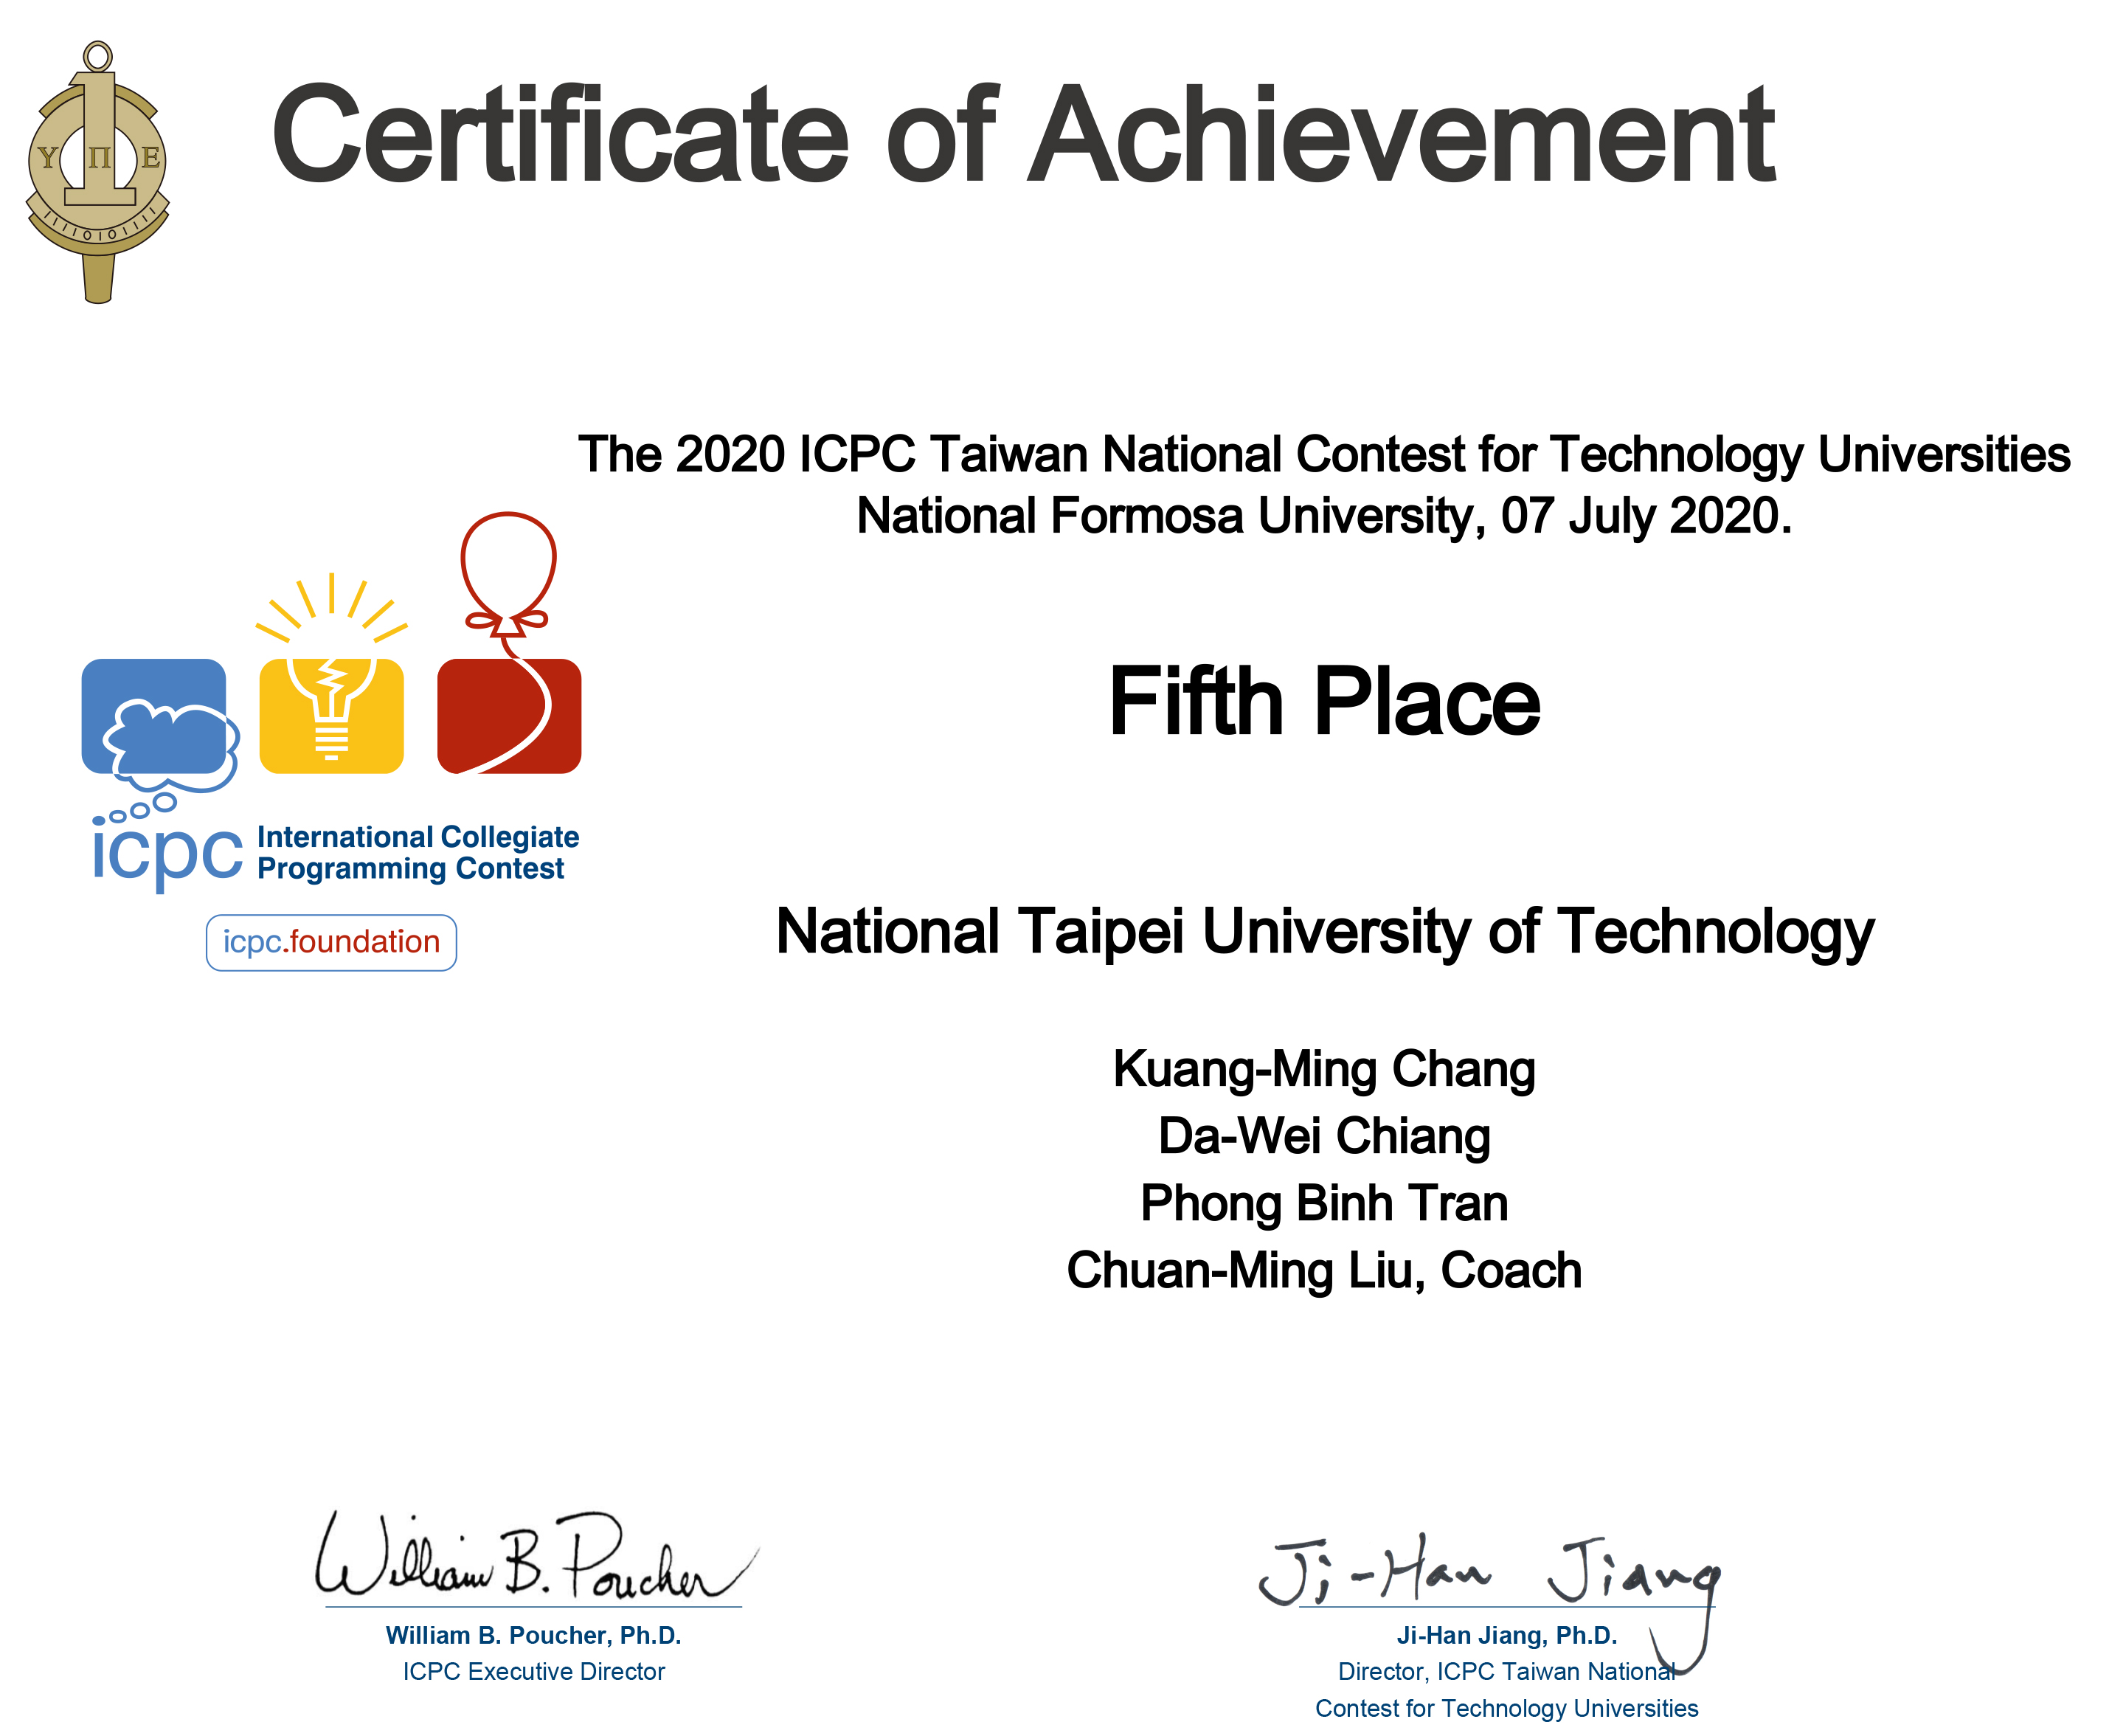 Certificate of Achievement
Υ Π Ε
The 2020 ICPC Taiwan National Contest for Technology Universities
National Formosa University, 07 July 2020.
Fifth Place
icpc International Collegiate
Programming Contest
icpc.foundation
National Taipei University of Technology
Kuang-Ming Chang
Da-Wei Chiang
Phong Binh Tran
Chuan-Ming Liu, Coach
William B. Poucher
William B. Poucher, Ph.D.
ICPC Executive Director
Ji-Han Jiang
Ji-Han Jiang, Ph.D.
Director, ICPC Taiwan National
Contest for Technology Universities